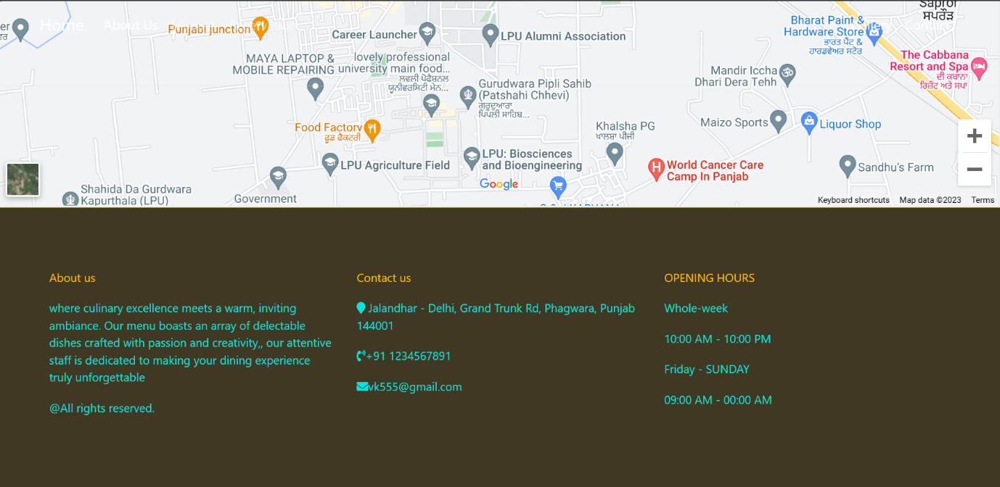 Sapror
ਸਪਰੌੜ
Home
About Us
Contact
Punjabi junction
Career Launcher
LPU Alumni Association
Bharat Paint &
Hardware Store
ਭਾਰਤ ਪੇਂਟ &
ਹਾਰਡਵੇਅਰ ਸਟੋਰ
The Cabbana
Resort and Spa
ਦੀ ਕਬਾਨਾ
ਰਿਜ਼ੌਰਟ ਅਤੇ ਸਪਾ
MAYA LAPTOP &
MOBILE REPAIRING
lovely professional
university main food...
ਲਵਲੀ ਪੋਫੈਸ਼ਨਲ
ਯੂਨੀਵਰਸਿਟੀ ਮੇਨ...
Gurudwara Pipli Sahib
(Patshahi Chhevi)
ਗੁਰੂਦੁਆਰਾ
ਪਿਪਲੀ ਸਾਹਿਬ...
Mandir Iccha
Dhari Dera Tehh
Food Factory
ਫੂਡ ਫੈਕਟਰੀ
Khalsha PG
ਖਾਲਸ਼ਾ ਪੀਜੀ
Maizo Sports
Liquor Shop
LPU Agriculture Field
LPU: Biosciences
and Bioengineering
World Cancer Care
Camp In Panjab
Sandhu's Farm
Shahida Da Gurdwara
Kapurthala (LPU)
Government
Google
Keyboard shortcuts
Map data ©2023
Terms
About us
where culinary excellence meets a warm, inviting
ambiance. Our menu boasts an array of delectable
dishes crafted with passion and creativity,, our attentive
staff is dedicated to making your dining experience
truly unforgettable
@All rights reserved.
Contact us
Jalandhar - Delhi, Grand Trunk Rd, Phagwara, Punjab
144001
+91 1234567891
vk555@gmail.com
OPENING HOURS
Whole-week
10:00 AM - 10:00 PM
Friday - SUNDAY
09:00 AM - 00:00 AM